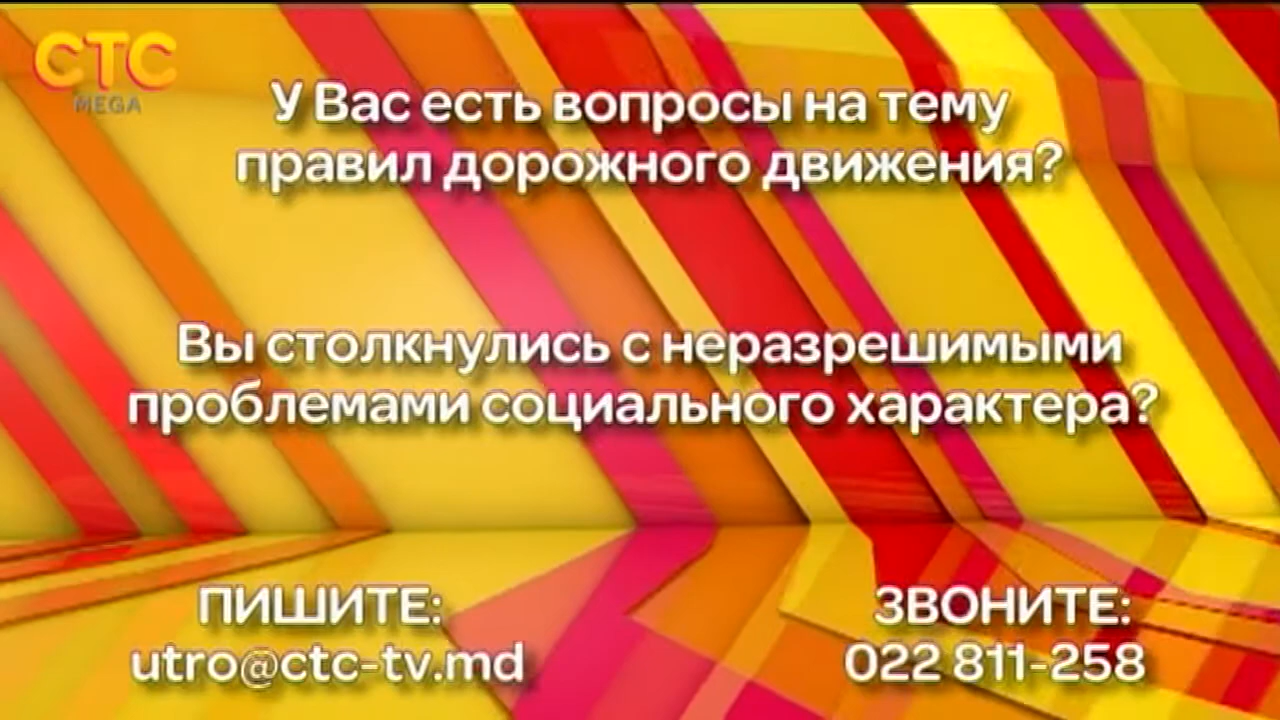 СТС
MEGA
У Вас есть вопросы на тему
правил дорожного движения?
Вы столкнулись с неразрешимыми
проблемами социального характера?
ПИШИТЕ:
utro@ctc-tv.md
ЗВОНИТЕ:
022 811-258